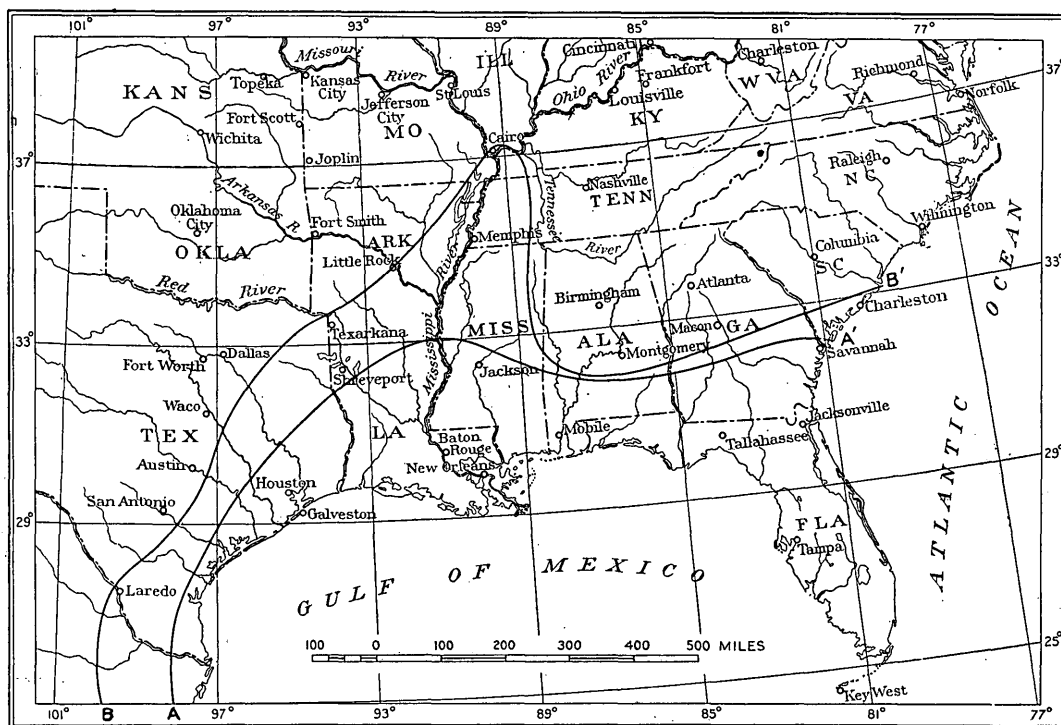 101° 97° 93° 89° 85° 81° 77°
Missouri
River
ILL
Cincinnati
Charleston
37°
Topeka
Kansas City
KANS
Jefferson City
St Louis
Ohio River
Frankfort
Louisville
W VA
Richmond
VA
Norfolk
Fort Scott
MO
KY
Wichita
Cairo
37°
Joplin
Raleigh
N C
Arkansas R.
Nashville
TENN
Tennessee
River
Oklahoma City
OKLA
Fort Smith
ARK
Little Rock
River
Memphis
Wilmington
Columbia
S C
33°
Red River
Birmingham
Atlanta
B'
Charleston
33°
Texarkana
Mississippi
MISS
ALA
Macon
GA
A'
Savannah
Fort Worth
Dallas
Shreveport
Jackson
Montgomery
Waco
TEX
LA
Baton Rouge
Mobile
Jacksonville
Tallahassee
Austin
New Orleans
29°
Houston
San Antonio
Galveston
29°
FLA
Tampa
ATLANTIC OCEAN
GULF OF MEXICO
Laredo
100 0 100 200 300 400 500 MILES
25°
Key West
101° B A 97° 93° 89° 85° 81° 77°